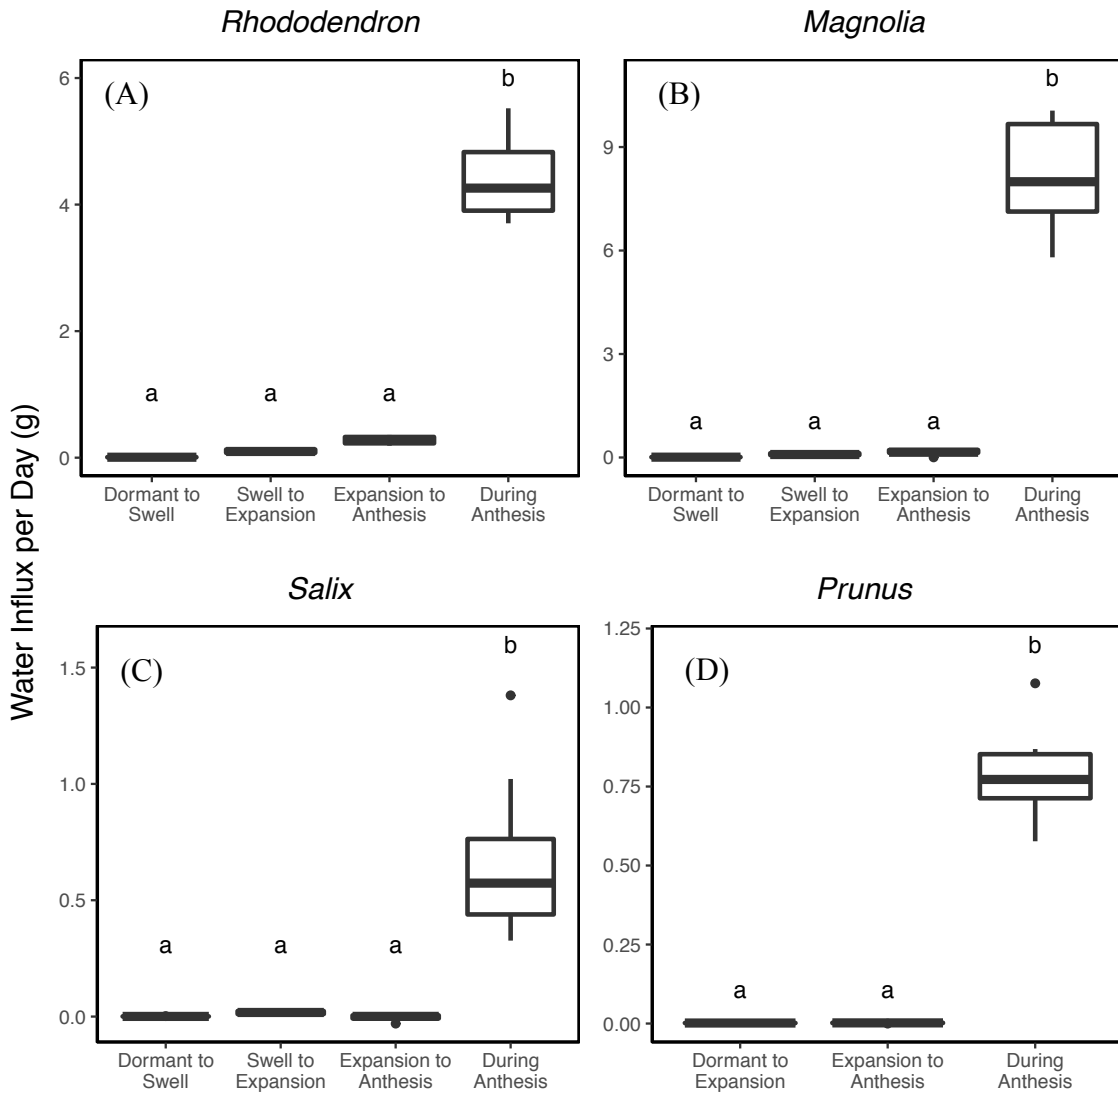 Rhododendron
Magnolia
Water Influx per Day (g)
(A)
6
4
2
0
a
a
a
b
Dormant to
Swell
Swell to
Expansion
Expansion to
Anthesis
During
Anthesis
(B)
9
6
3
0
a
a
a
b
Dormant to
Swell
Swell to
Expansion
Expansion to
Anthesis
During
Anthesis
Salix
Prunus
(C)
1.5
1.0
0.5
0.0
a
a
a
b
Dormant to
Swell
Swell to
Expansion
Expansion to
Anthesis
During
Anthesis
(D)
1.25
1.00
0.75
0.50
0.25
0.00
a
a
b
Dormant to
Expansion
Expansion to
Anthesis
During
Anthesis